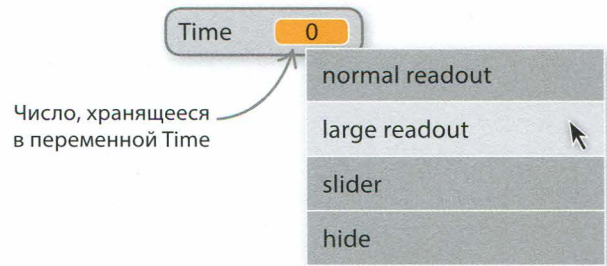 Time 0
normal readout
Число, хранящееся
в переменной Time
large readout
slider
hide